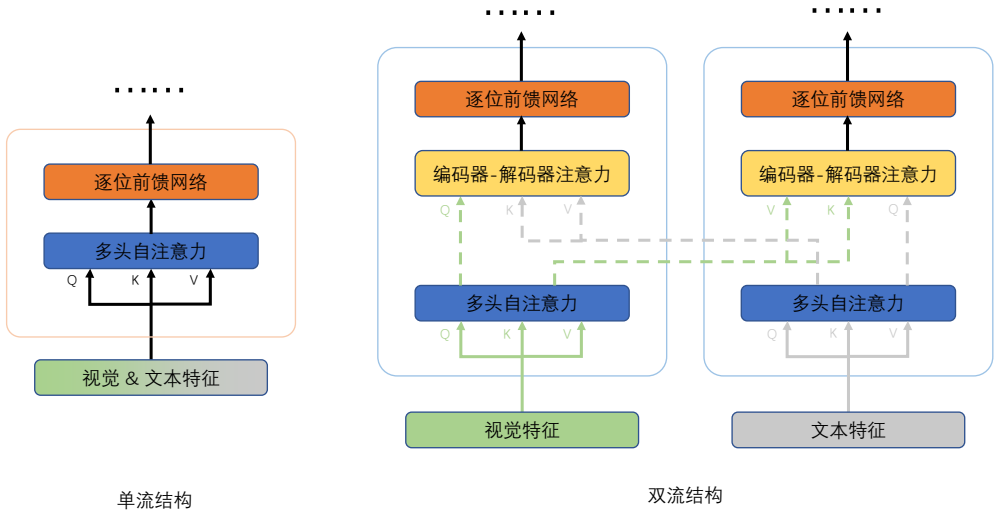 ······
逐位前馈网络
多头自注意力
Q K V
视觉 & 文本特征
单流结构
······
逐位前馈网络
编码器-解码器注意力
Q K V
多头自注意力
Q K V
视觉特征
······
逐位前馈网络
编码器-解码器注意力
V K Q
多头自注意力
Q K V
文本特征
双流结构